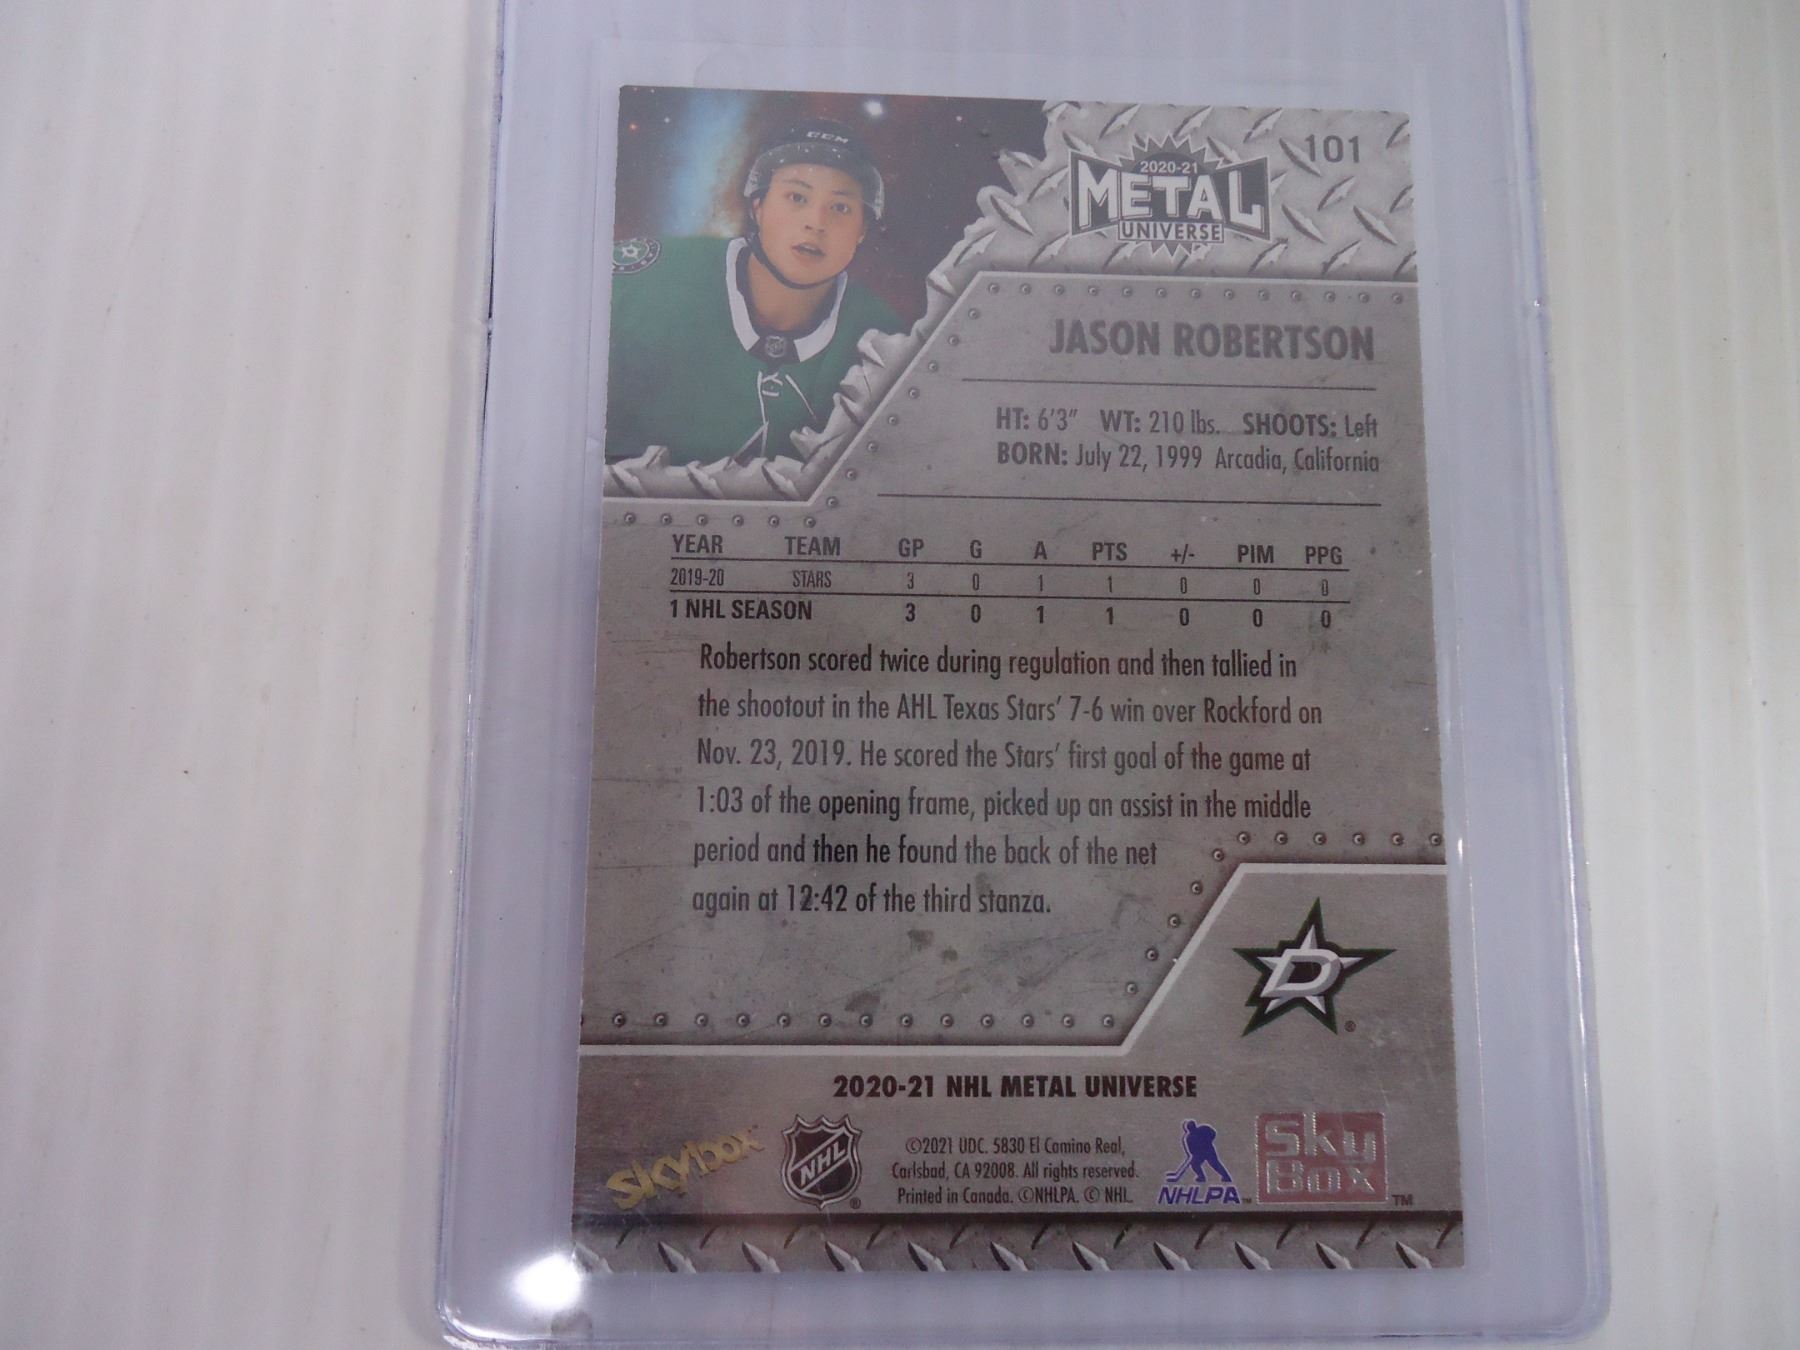 CCM
2020-21
METAL
UNIVERSE
101
JASON ROBERTSON
HT: 6'3" WT: 210 lbs. SHOOTS: Left
BORN: July 22, 1999 Arcadia, California
YEAR TEAM GP G A PTS +/- PIM PPG
2019-20 STARS 3 0 1 1 0 0 0
1 NHL SEASON 3 0 1 1 0 0 0
Robertson scored twice during regulation and then tallied in
the shootout in the AHL Texas Stars' 7-6 win over Rockford on
Nov. 23, 2019. He scored the Stars' first goal of the game at
1:03 of the opening frame, picked up an assist in the middle
period and then he found the back of the net
again at 12:42 of the third stanza.
D
®
2020-21 NHL METAL UNIVERSE
skybox™
NHL
®
©2021 UDC. 5830 El Camino Real,
Carlsbad, CA 92008. All rights reserved.
Printed in Canada. ©NHLPA. © NHL.
NHLPA™
Sky
Box™